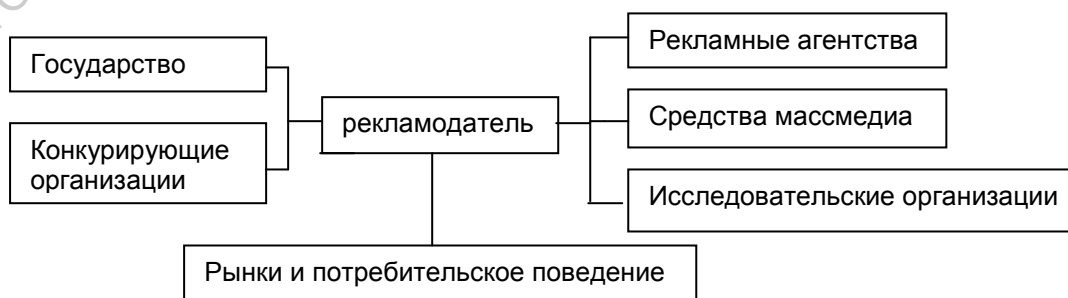 Государство
Конкурирующие
организации
рекламодатель
Рекламные агентства
Средства массмедиа
Исследовательские организации
Рынки и потребительское поведение